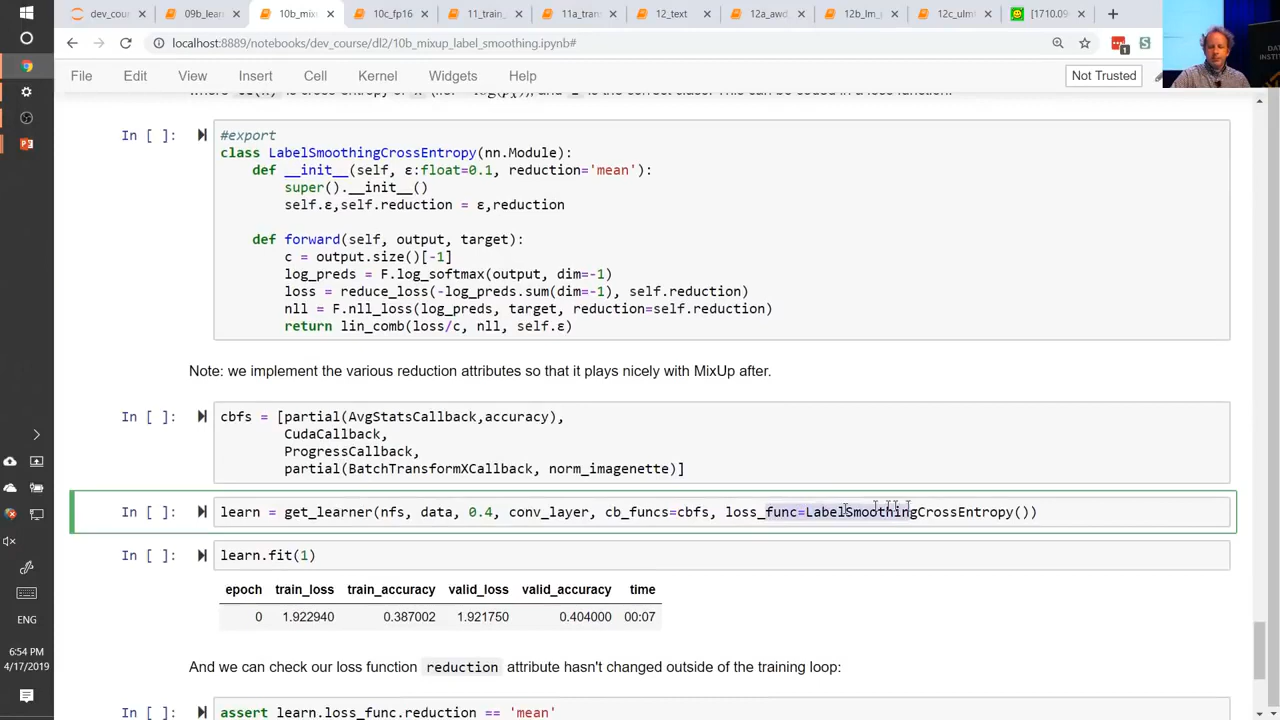 dev_course/
09b_learn
10b_mix
10c_fp16
11_train_
11a_trans
12_text
12a_awd_
12b_lm_
12c_ulmf
[1710.09
localhost:8889/notebooks/dev_course/dl2/10b_mixup_label_smoothing.ipynb#
File Edit View Insert Cell Kernel Widgets Help
Not Trusted
In [ ]:
#export
class LabelSmoothingCrossEntropy(nn.Module):
def __init__(self, ε:float=0.1, reduction='mean'):
super().__init__()
self.ε,self.reduction = ε,reduction
def forward(self, output, target):
c = output.size()[-1]
log_preds = F.log_softmax(output, dim=-1)
loss = reduce_loss(-log_preds.sum(dim=-1), self.reduction)
nll = F.nll_loss(log_preds, target, reduction=self.reduction)
return lin_comb(loss/c, nll, self.ε)
Note: we implement the various reduction attributes so that it plays nicely with MixUp after.
In [ ]:
cbfs = [partial(AvgStatsCallback,accuracy),
CudaCallback,
ProgressCallback,
partial(BatchTransformXCallback, norm_imagenette)]
In [ ]:
learn = get_learner(nfs, data, 0.4, conv_layer, cb_funcs=cbfs, loss_func=LabelSmoothingCrossEntropy())
In [ ]:
learn.fit(1)
epoch train_loss train_accuracy valid_loss valid_accuracy time
0 1.922940 0.387002 1.921750 0.404000 00:07
And we can check our loss function reduction attribute hasn't changed outside of the training loop:
In [ ]:
assert learn.loss_func.reduction == 'mean'
ENG
6:54 PM
4/17/2019